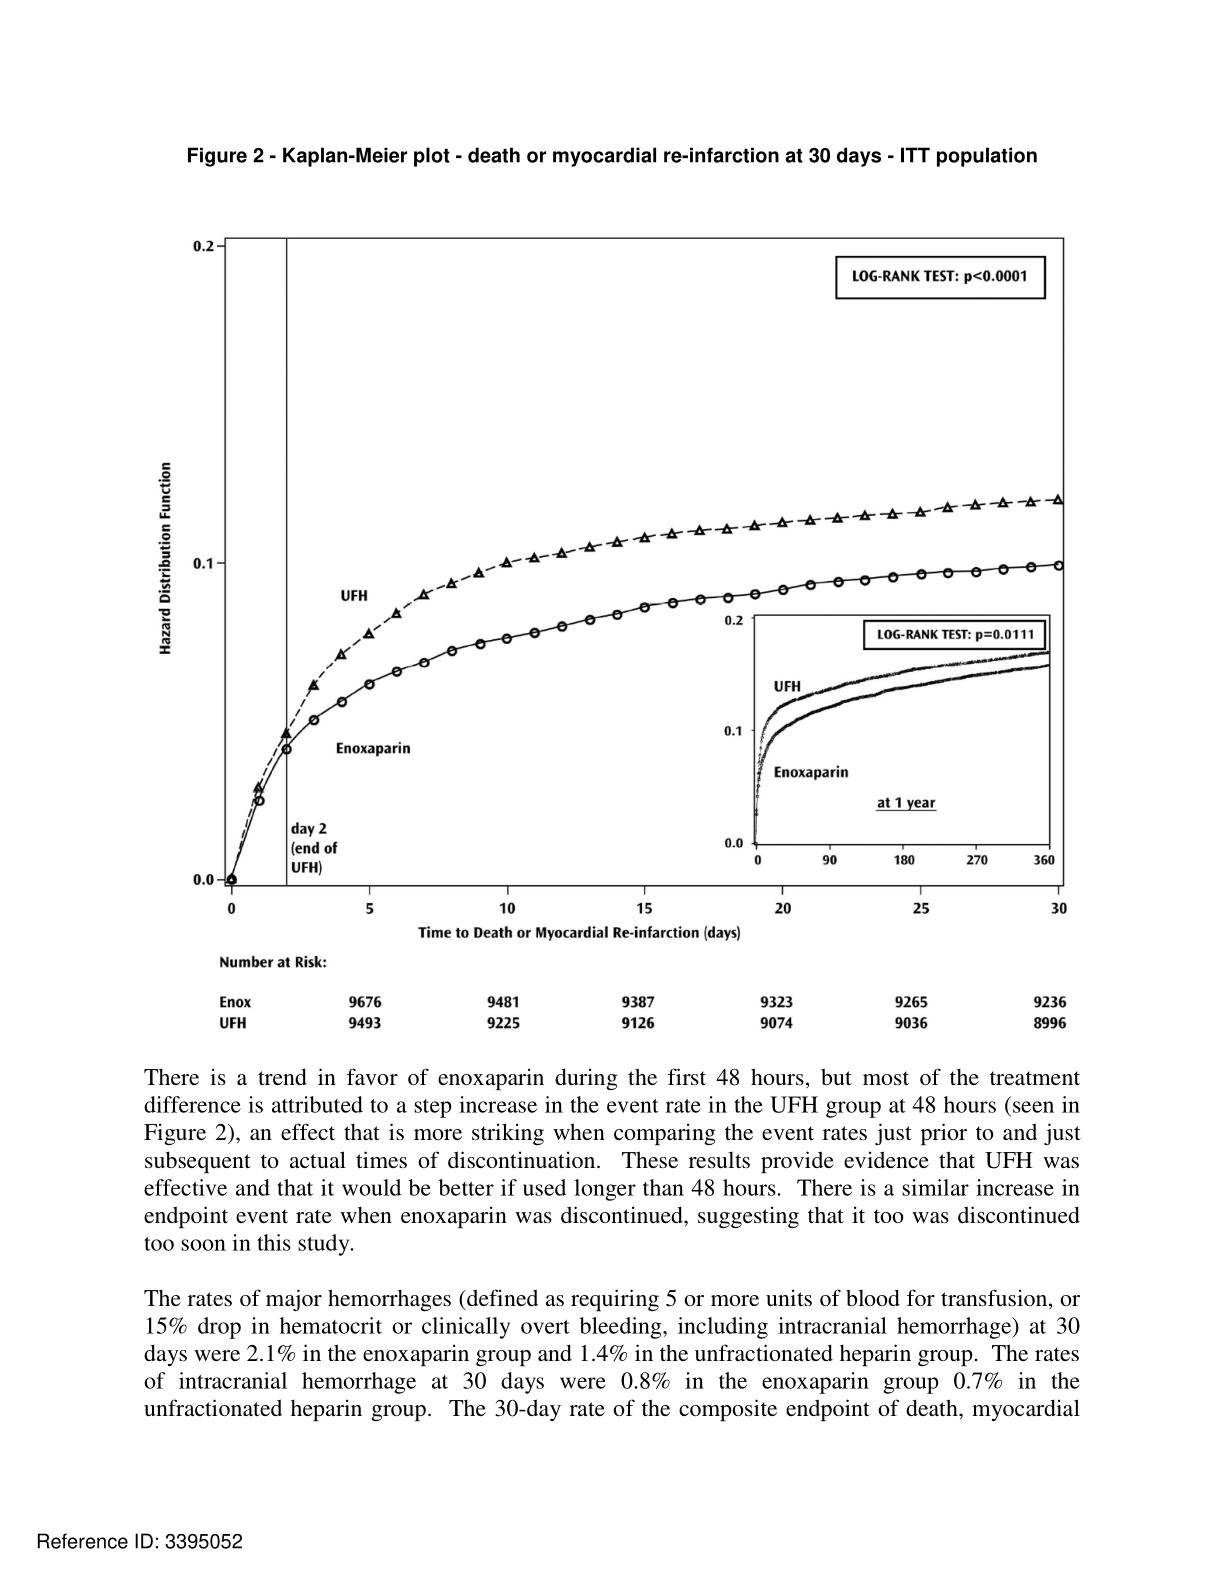 Figure 2 - Kaplan-Meier plot - death or myocardial re-infarction at 30 days - ITT population
0.2
LOG-RANK TEST: p<0.0001
Hazard Distribution Function
0.1
UFH
0.2
LOG-RANK TEST: p=0.0111
UFH
0.1
Enoxaparin
Enoxaparin
at 1 year
day 2
(end of
UFH)
0.0
0 90 180 270 360
0.0
0 5 10 15 20 25 30
Time to Death or Myocardial Re-infarction (days)
Number at Risk:
Enox 9676 9481 9387 9323 9265 9236
UFH 9493 9225 9126 9074 9036 8996
There is a trend in favor of enoxaparin during the first 48 hours, but most of the treatment
difference is attributed to a step increase in the event rate in the UFH group at 48 hours (seen in
Figure 2), an effect that is more striking when comparing the event rates just prior to and just
subsequent to actual times of discontinuation. These results provide evidence that UFH was
effective and that it would be better if used longer than 48 hours. There is a similar increase in
endpoint event rate when enoxaparin was discontinued, suggesting that it too was discontinued
too soon in this study.
The rates of major hemorrhages (defined as requiring 5 or more units of blood for transfusion, or
15% drop in hematocrit or clinically overt bleeding, including intracranial hemorrhage) at 30
days were 2.1% in the enoxaparin group and 1.4% in the unfractionated heparin group. The rates
of intracranial hemorrhage at 30 days were 0.8% in the enoxaparin group 0.7% in the
unfractionated heparin group. The 30-day rate of the composite endpoint of death, myocardial
Reference ID: 3395052